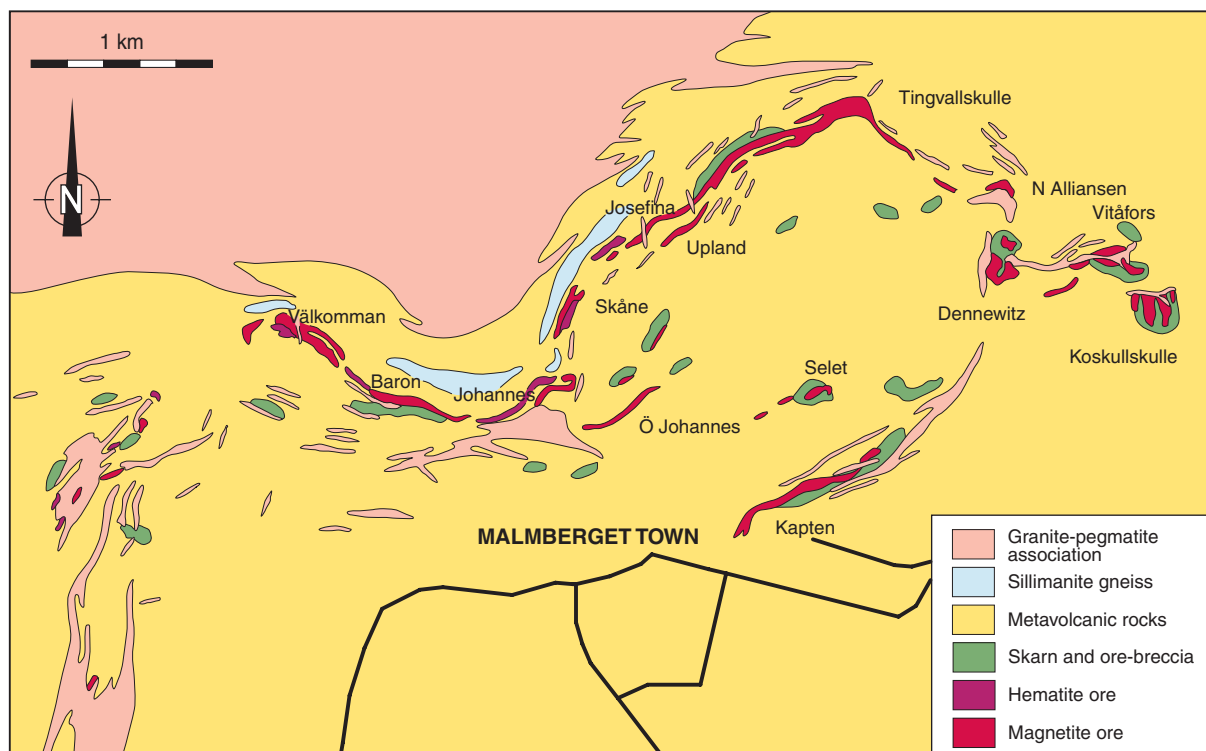 1 km
N
Tingvallskulle
N Alliansen
Vitåfors
Josefina
Upland
Skåne
Välkomman
Dennewitz
Koskullskulle
Baron
Johannes
Selet
Ö Johannes
Kapten
MALMBERGET TOWN
Granite-pegmatite
association
Sillimanite gneiss
Metavolcanic rocks
Skarn and ore-breccia
Hematite ore
Magnetite ore